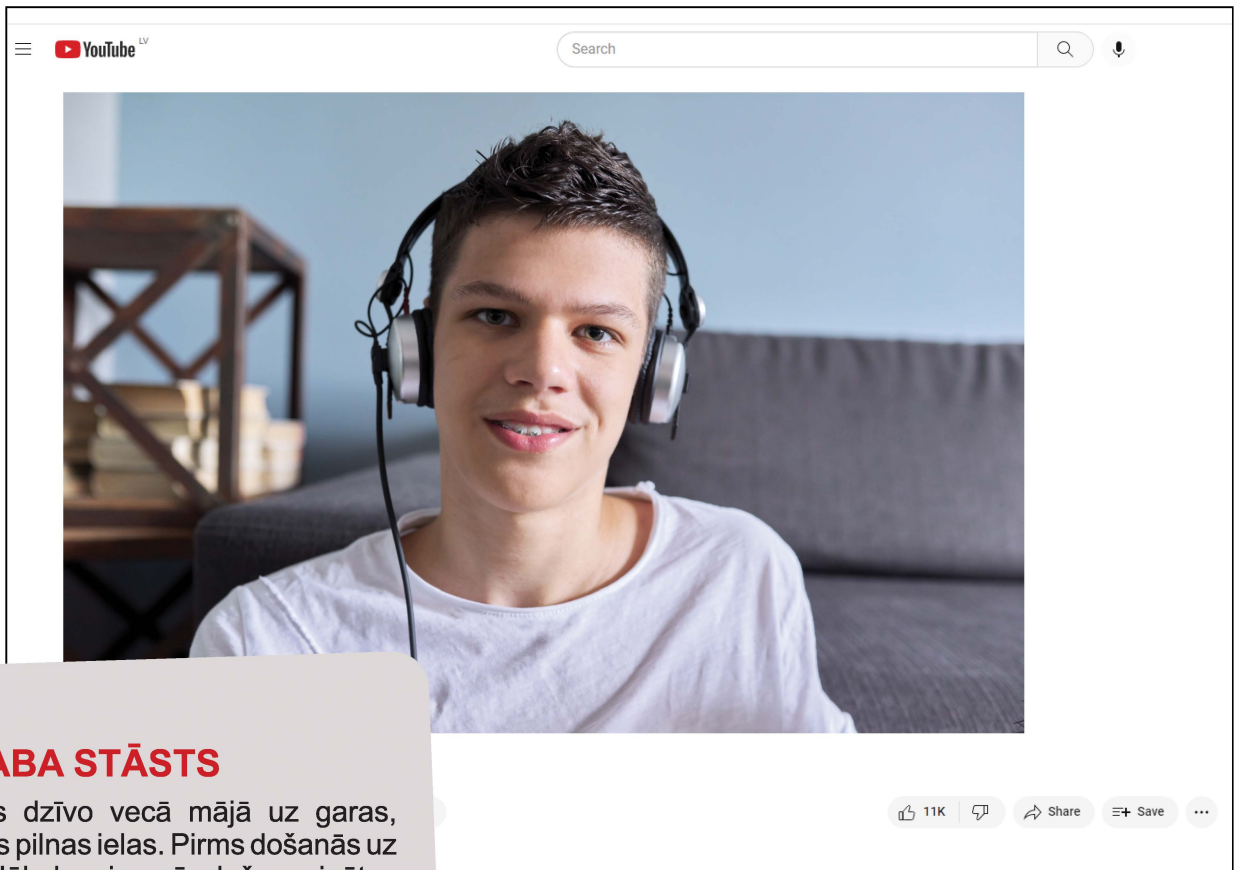 YouTube LV
Search
ABA STĀSTS
dzīvo vecā mājā uz garas,
pilnas ielas. Pirms došanās uz
11K
Share
Save